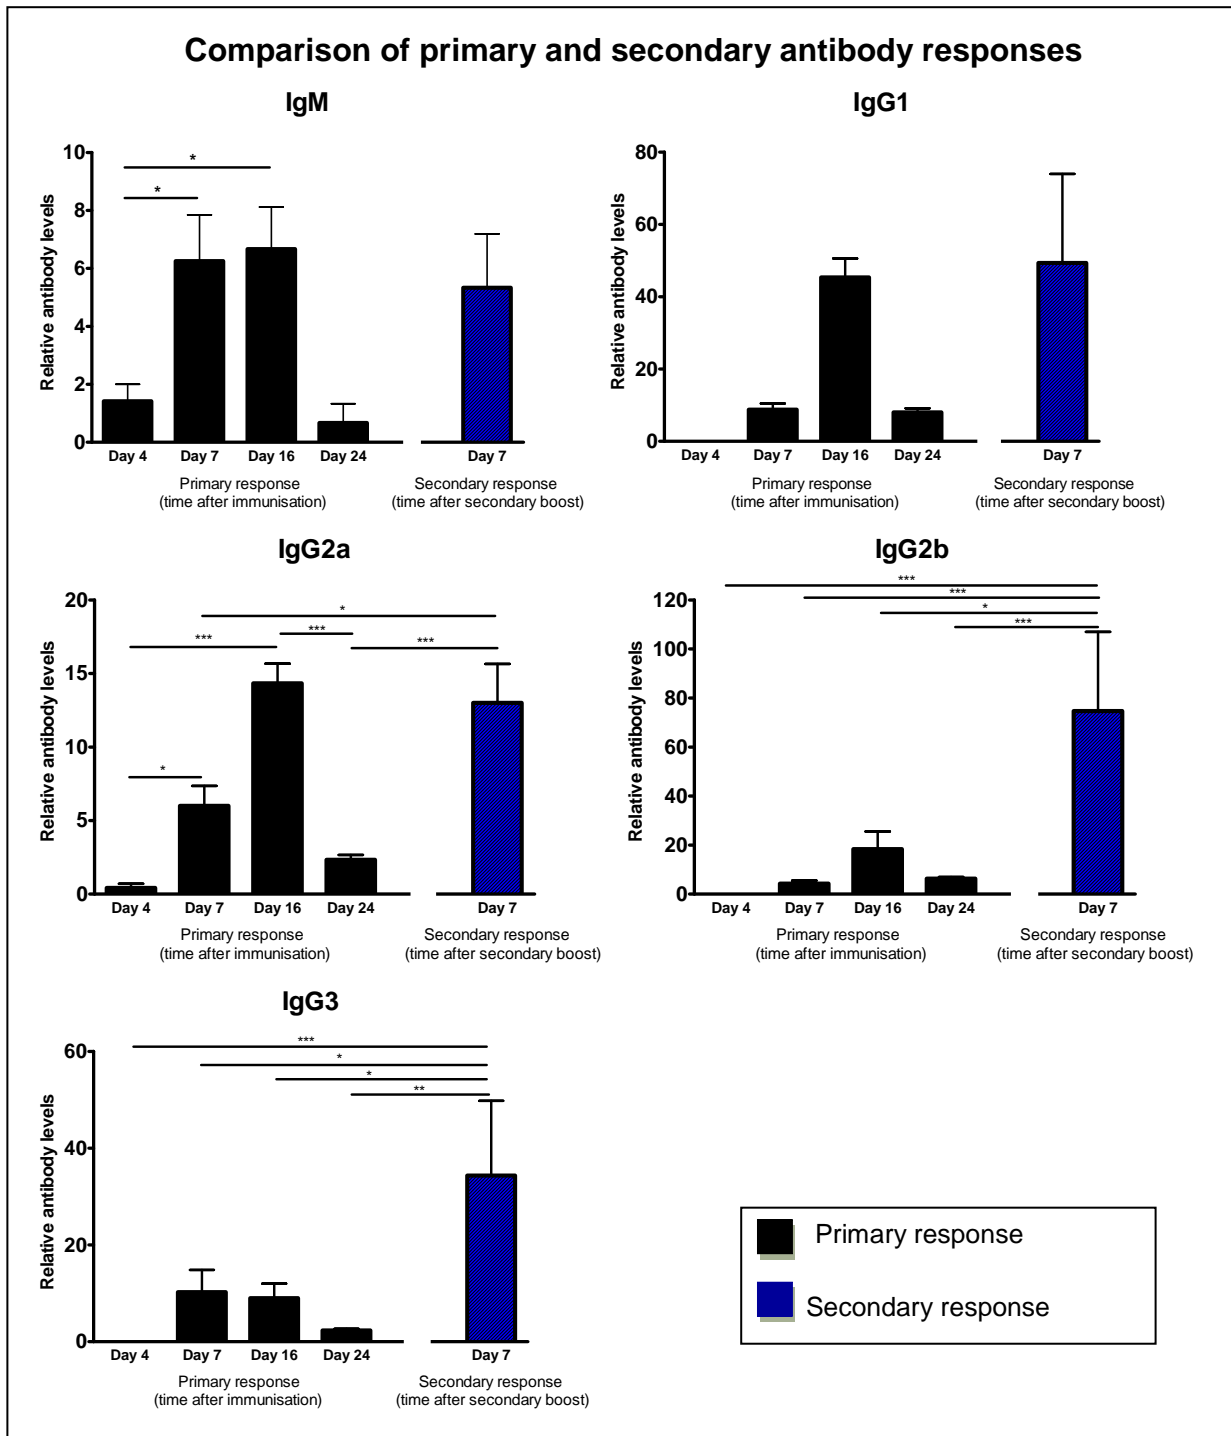 Comparison of primary and secondary antibody responses
IgM
Relative antibody levels
10
8
6
4
2
0
*
*
Day 4 Day 7 Day 16 Day 24 Day 7
Primary response
(time after immunisation)
Secondary response
(time after secondary boost)
IgG1
Relative antibody levels
80
60
40
20
0
Day 4 Day 7 Day 16 Day 24 Day 7
Primary response
(time after immunisation)
Secondary response
(time after secondary boost)
IgG2a
Relative antibody levels
20
15
10
5
0
*
***
***
***
*
Day 4 Day 7 Day 16 Day 24 Day 7
Primary response
(time after immunisation)
Secondary response
(time after secondary boost)
IgG2b
Relative antibody levels
120
100
80
60
40
20
0
***
***
*
***
Day 4 Day 7 Day 16 Day 24 Day 7
Primary response
(time after immunisation)
Secondary response
(time after secondary boost)
IgG3
Relative antibody levels
60
40
20
0
***
*
*
**
Day 4 Day 7 Day 16 Day 24 Day 7
Primary response
(time after immunisation)
Secondary response
(time after secondary boost)
Primary response
Secondary response